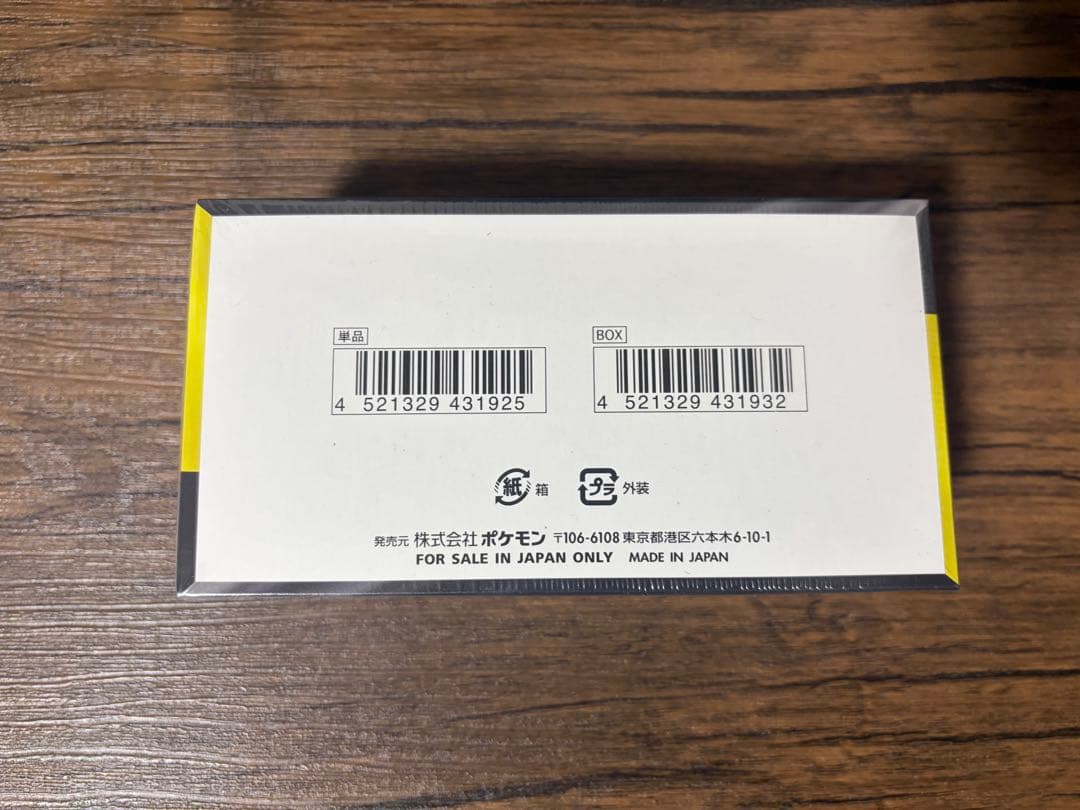 単品
4 521329 431925
BOX
4 521329 431932
紙 箱
プラ 外装
発売元 株式会社 ポケモン 〒106-6108 東京都港区六本木6-10-1
FOR SALE IN JAPAN ONLY MADE IN JAPAN